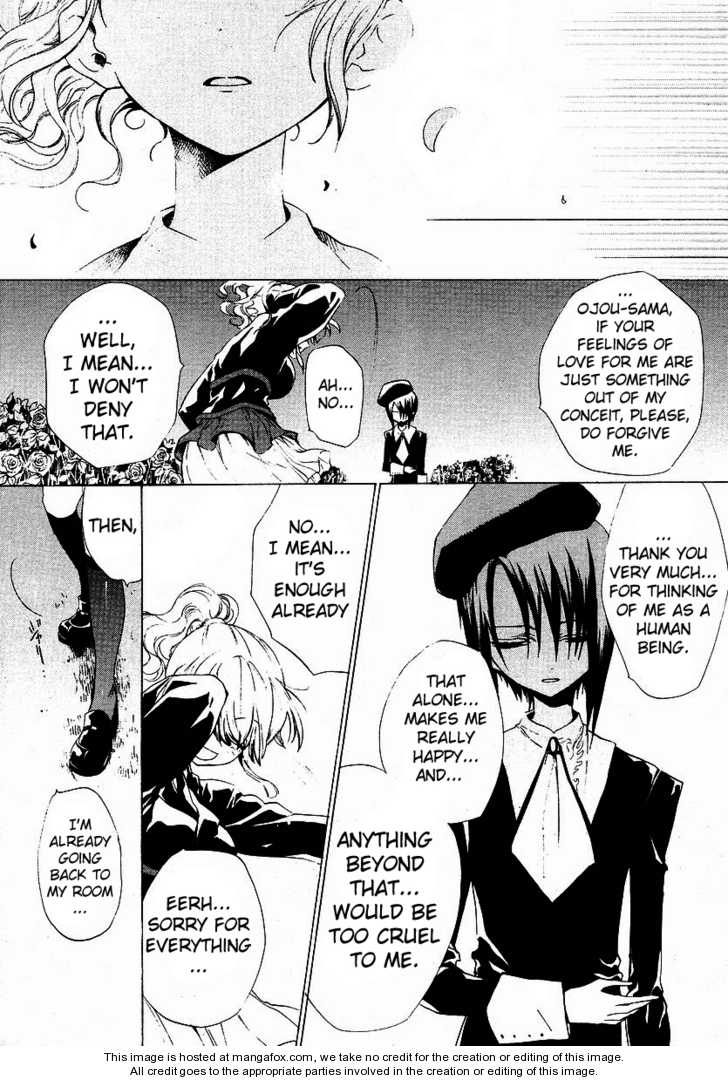 ...
OJOU-SAMA,
IF YOUR
FEELINGS OF
LOVE FOR ME ARE
JUST SOMETHING
OUT OF MY
CONCEIT, PLEASE,
DO FORGIVE
ME.
AH...
NO...
...
WELL,
I MEAN...
I WON'T
DENY
THAT.
...
THANK YOU
VERY MUCH...
FOR THINKING
OF ME AS A
HUMAN
BEING.
THAT
ALONE...
MAKES ME
REALLY
HAPPY...
AND...
ANYTHING
BEYOND
THAT...
WOULD BE
TOO CRUEL
TO ME.
NO...
I MEAN...
IT'S
ENOUGH
ALREADY
EERH...
SORRY FOR
EVERYTHING
...
THEN,
I'M
ALREADY
GOING
BACK TO
MY ROOM
...
This image is hosted at mangafox.com, we take no credit for the creation or editing of this image.
All credit goes to the appropriate parties involved in the creation or editing of this image.